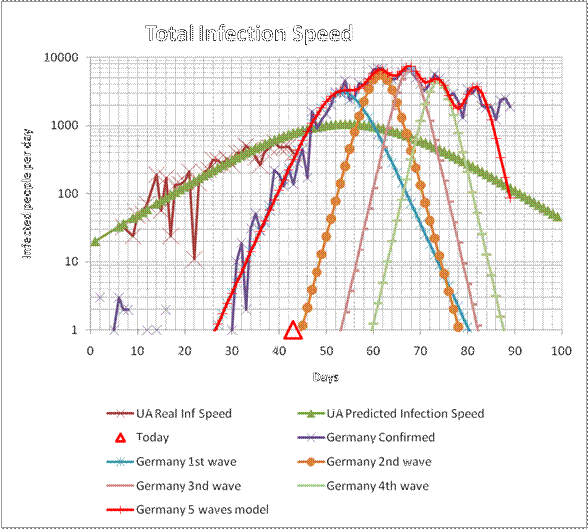 Total Infection Speed
Infected people per day
10000
1000
100
10
1
0 10 20 30 40 50 60 70 80 90 100
Days
UA Real Inf Speed
UA Predicted Infection Speed
Today
Germany Confirmed
Germany 1st wave
Germany 2nd wave
Germany 3nd wave
Germany 4th wave
Germany 5 waves model